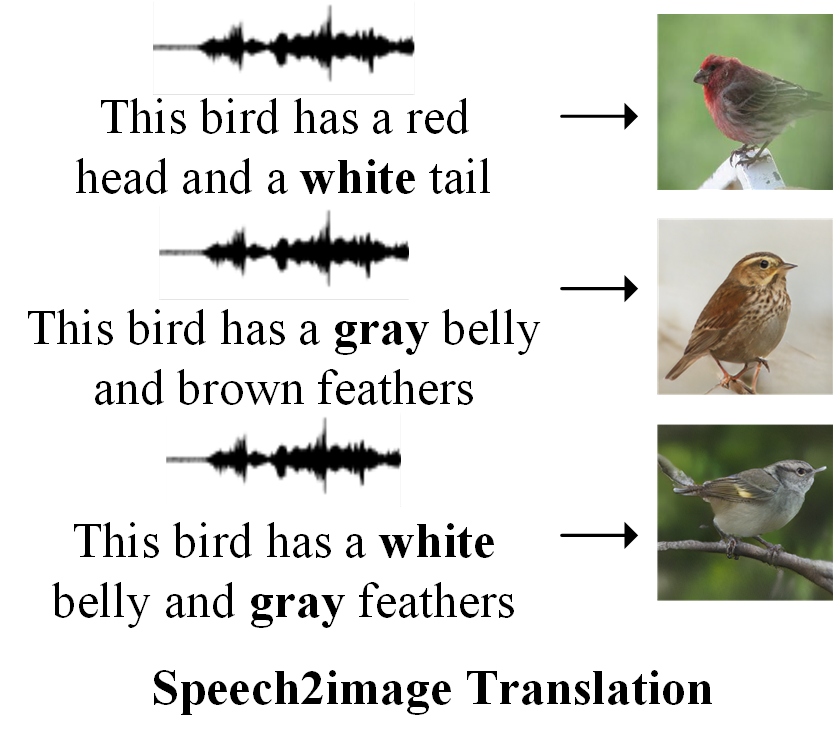 This bird has a red
head and a white tail
This bird has a gray belly
and brown feathers
This bird has a white
belly and gray feathers
Speech2image Translation